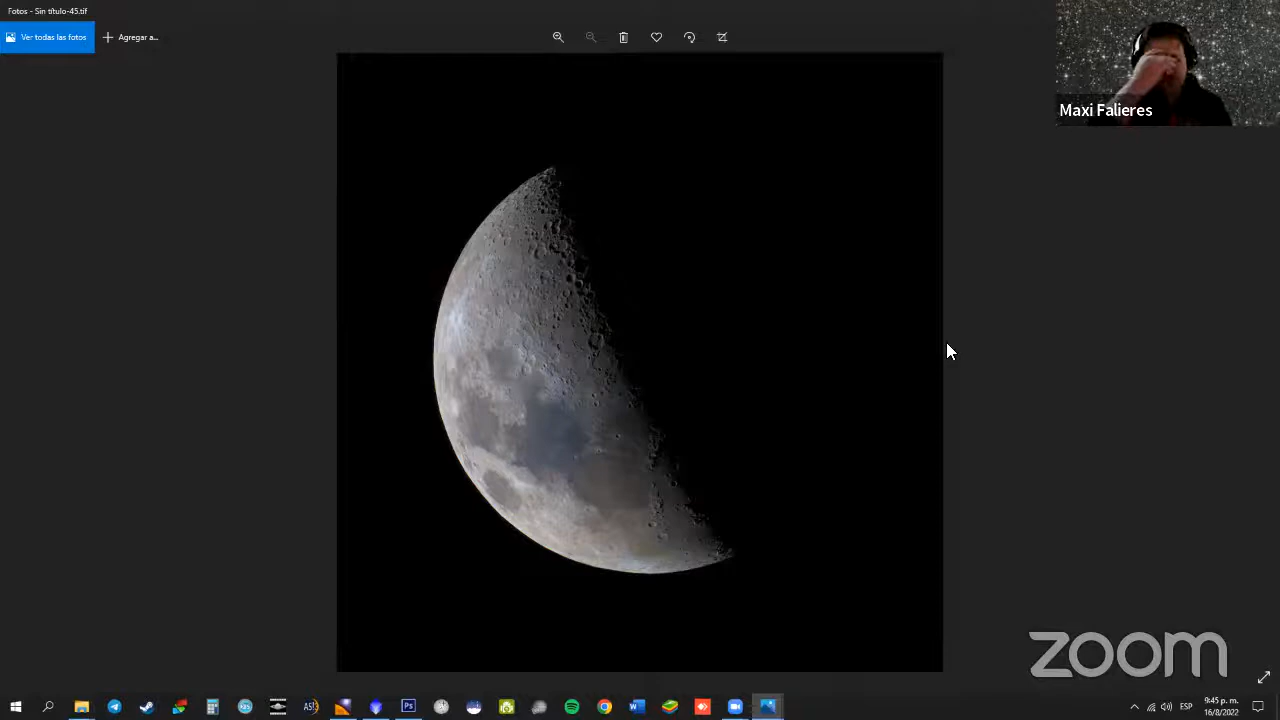 Fotos - Sin título-45.tif
Ver todas las fotos
Agregar a...
Maxi Falieres
zoom
Ps
W
ESP
9:45 p. m.
16/8/2022